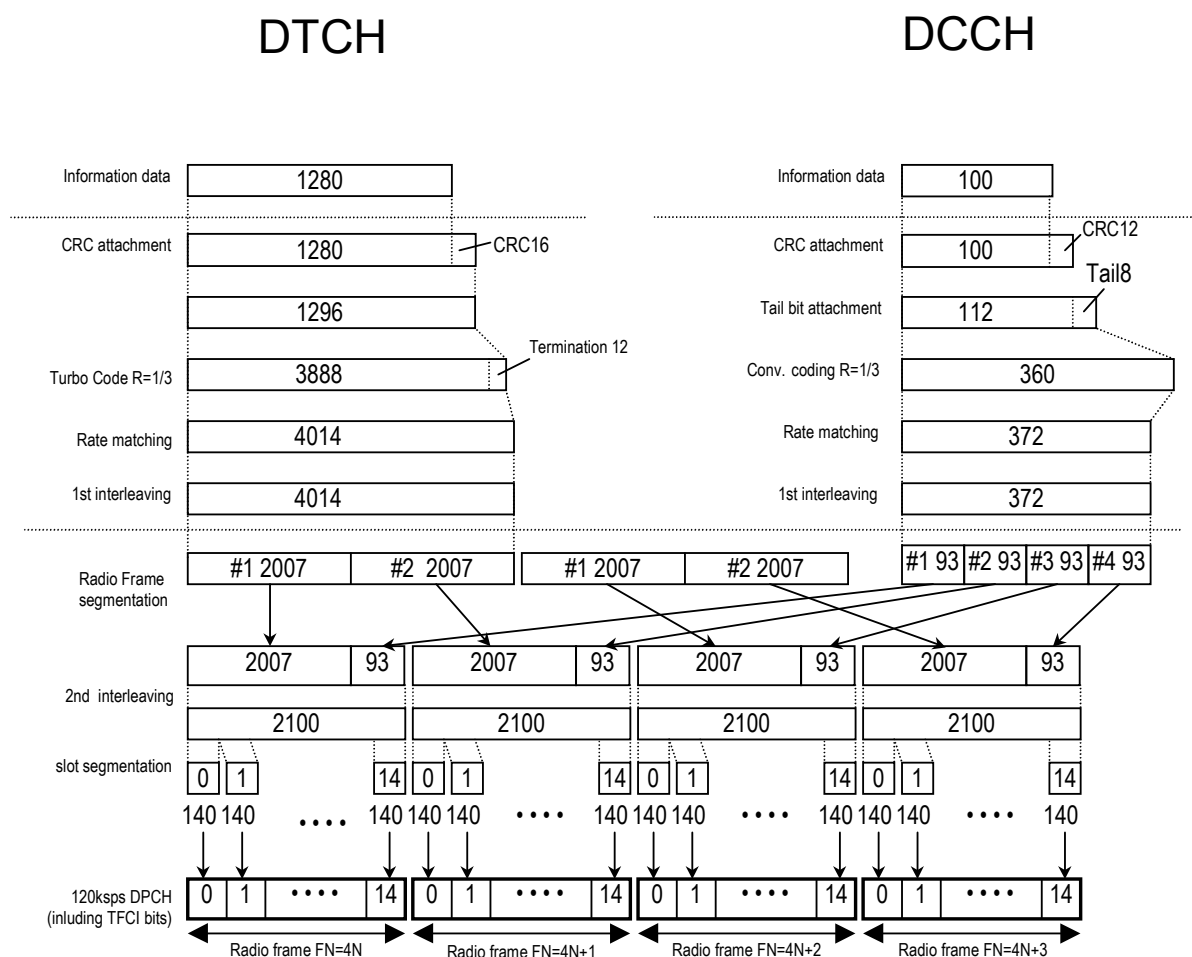 DTCH DCCH
Information data 1280 Information data 100
CRC attachment 1280 CRC16 CRC attachment 100 CRC12
1296 Tail bit attachment 112 Tail8
Turbo Code R=1/3 3888 Termination 12 Conv. coding R=1/3 360
Rate matching 4014 Rate matching 372
1st interleaving 4014 1st interleaving 372
Radio Frame
segmentation
#1 2007 #2 2007 #1 2007 #2 2007 #1 93 #2 93 #3 93 #4 93
2007 93 2007 93 2007 93 2007 93
2nd interleaving
2100 2100 2100 2100
slot segmentation
0 1 14 0 1 14 0 1 14 0 1 14
140 140 • • • • 140 140 140 • • • • 140 140 140 • • • • 140 140 140 • • • • 140
120ksps DPCH
(inluding TFCI bits)
0 1 • • • • 14 0 1 • • • • 14 0 1 • • • • 14 0 1 • • • • 14
Radio frame FN=4N Radio frame FN=4N+1 Radio frame FN=4N+2 Radio frame FN=4N+3